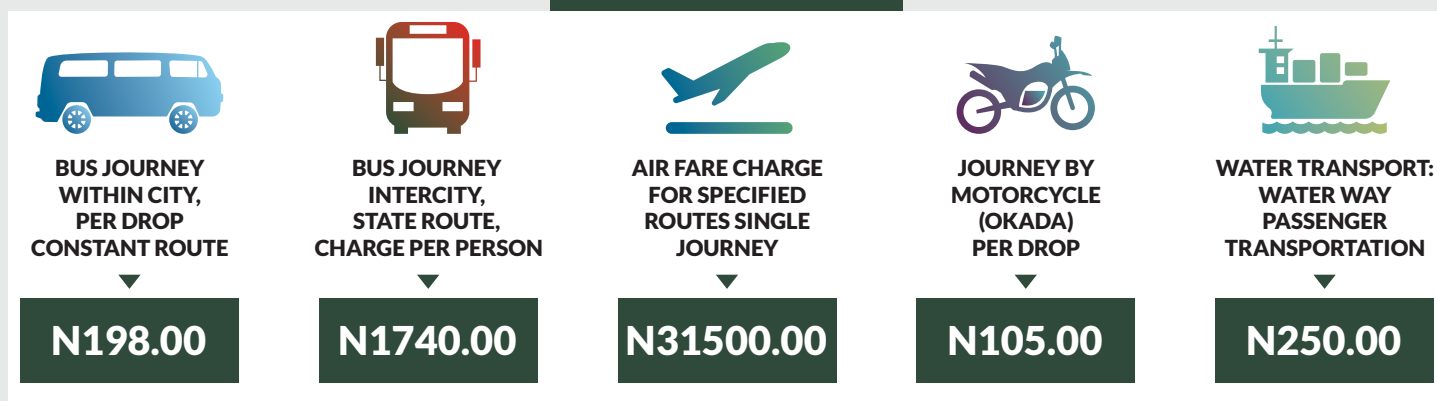 BUS JOURNEY
WITHIN CITY,
PER DROP
CONSTANT ROUTE
N198.00
BUS JOURNEY
INTERCITY,
STATE ROUTE,
CHARGE PER PERSON
N1740.00
AIR FARE CHARGE
FOR SPECIFIED
ROUTES SINGLE
JOURNEY
N31500.00
JOURNEY BY
MOTORCYCLE
(OKADA)
PER DROP
N105.00
WATER TRANSPORT:
WATER WAY
PASSENGER
TRANSPORTATION
N250.00